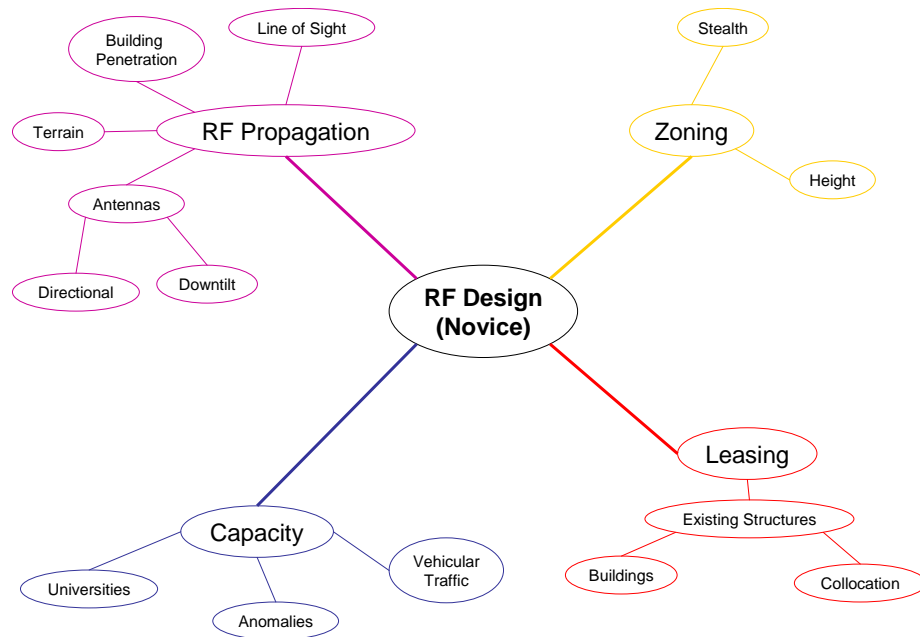 Building
Penetration
Line of Sight
Stealth
Terrain
RF Propagation
Zoning
Height
Antennas
Directional
Downtilt
RF Design
(Novice)
Leasing
Existing Structures
Buildings
Collocation
Capacity
Universities
Anomalies
Vehicular
Traffic